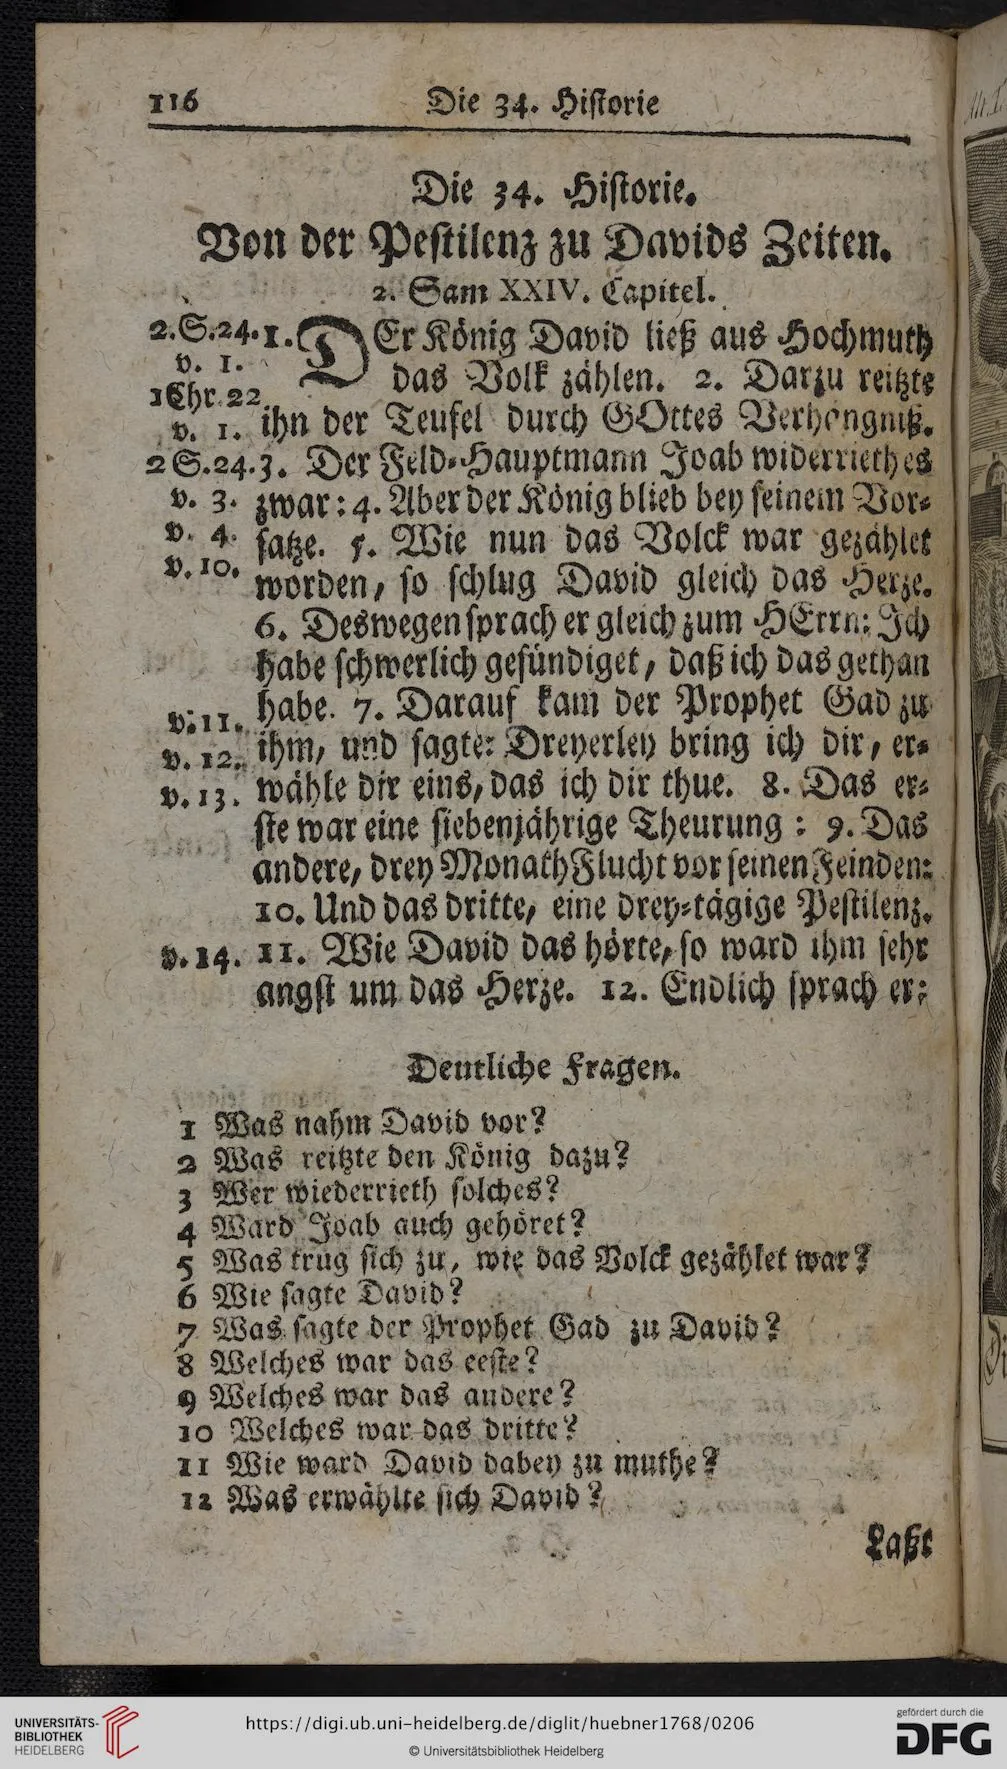 116 Die 34. Historie
Die 34. Historie.
Von der Pestilenz zu Davids Zeiten.
2. Sam XXIV. Capitel.
2.S.24. 1. DEr König David ließ aus Hochmuth
v. 1. das Volk zählen. 2. Darzu reitzte
1Chr. 22
v. 1. ihn der Teufel durch GOttes Verhängniß.
2 S.24. 3. Der Feld-Hauptmann Joab widerrieth es
v. 3. zwar: 4. Aber der König blieb bey seinem Vor-
v. 4. satze. 5. Wie nun das Volck war gezählet
v. 10. worden, so schlug David gleich das Herze.
6. Deswegen sprach er gleich zum HErrn: Ich
habe schwerlich gesündiget, daß ich das gethan
v. 11. habe. 7. Darauf kam der Prophet Gad zu
v. 12. ihm, und sagte: Dreyerley bring ich dir, er-
v. 13. wähle dir eins, das ich dir thue. 8. Das er-
ste war eine siebenjährige Theurung: 9. Das
andere, drey Monath Flucht vor seinen Feinden:
10. Und das dritte, eine drey-tägige Pestilenz.
v. 14. 11. Wie David das hörte, so ward ihm sehr
angst um das Herze. 12. Endlich sprach er:
Deutliche Fragen.
1 Was nahm David vor?
2 Was reitzte den König dazu?
3 Wer wiederrieth solches?
4 Ward Joab auch gehöret?
5 Was trug sich zu, wie das Volck gezählet war?
6 Wie sagte David?
7 Was sagte der Prophet Gad zu David?
8 Welches war das eeste?
9 Welches war das andere?
10 Welches war das dritte?
11 Wie ward David dabey zu muthe?
12 Was erwählte sich David?
Laßt
UNIVERSITÄTS-
BIBLIOTHEK
HEIDELBERG
https://digi.ub.uni-heidelberg.de/diglit/huebner1768/0206
© Universitätsbibliothek Heidelberg
gefördert durch die
DFG